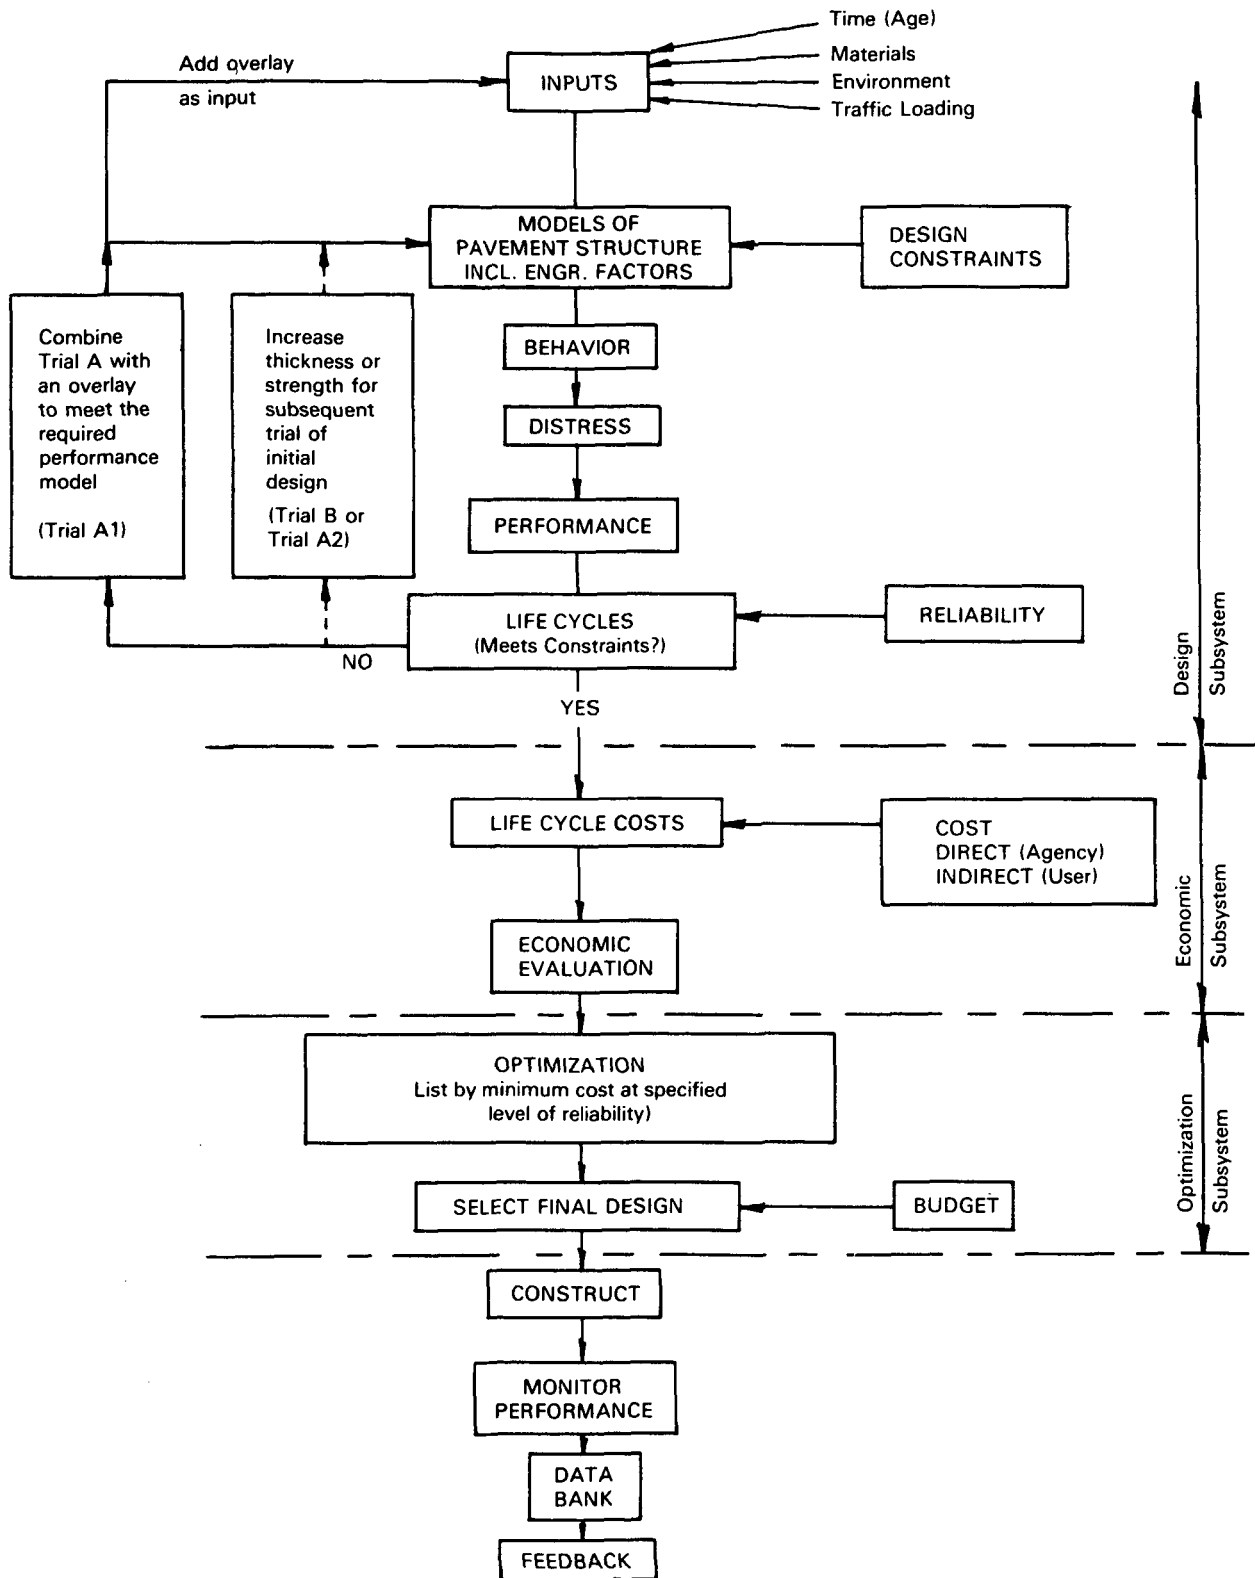 Time (Age)
Materials
Environment
Traffic Loading
INPUTS
Add overlay
as input
MODELS OF
PAVEMENT STRUCTURE
INCL. ENGR. FACTORS
DESIGN
CONSTRAINTS
Combine
Trial A with
an overlay
to meet the
required
performance
model
(Trial A1)
Increase
thickness or
strength for
subsequent
trial of
initial
design
(Trial B or
Trial A2)
BEHAVIOR
DISTRESS
PERFORMANCE
LIFE CYCLES
(Meets Constraints?)
RELIABILITY
NO
YES
Design
Subsystem
LIFE CYCLE COSTS
COST
DIRECT (Agency)
INDIRECT (User)
ECONOMIC
EVALUATION
Economic
Subsystem
OPTIMIZATION
List by minimum cost at specified
level of reliability)
SELECT FINAL DESIGN
BUDGET
Optimization
Subsystem
CONSTRUCT
MONITOR
PERFORMANCE
DATA
BANK
FEEDBACK